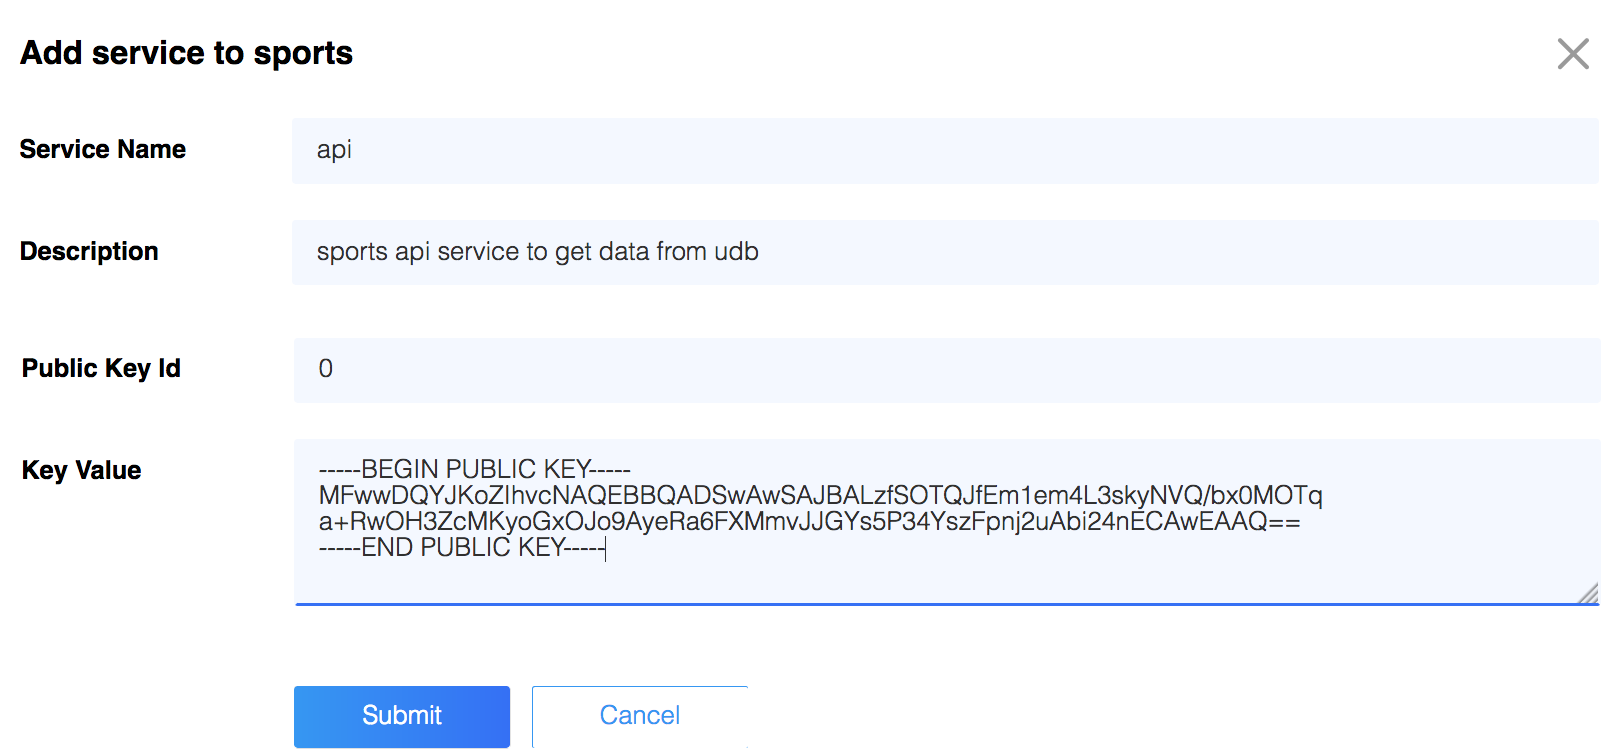 Add service to sports
Service Name
api
Description
sports api service to get data from udb
Public Key Id
0
Key Value
-----BEGIN PUBLIC KEY-----
MFwwDQYJKoZIhvcNAQEBBQADSwAwSAJBALzfSOTQJfEm1em4L3skyNVQ/bx0MOTq
a+RwOH3ZcMKyoGxOJo9AyeRa6FXMmvJJGYs5P34YszFpnj2uAbi24nECAwEAAQ==
-----END PUBLIC KEY-----
Submit
Cancel